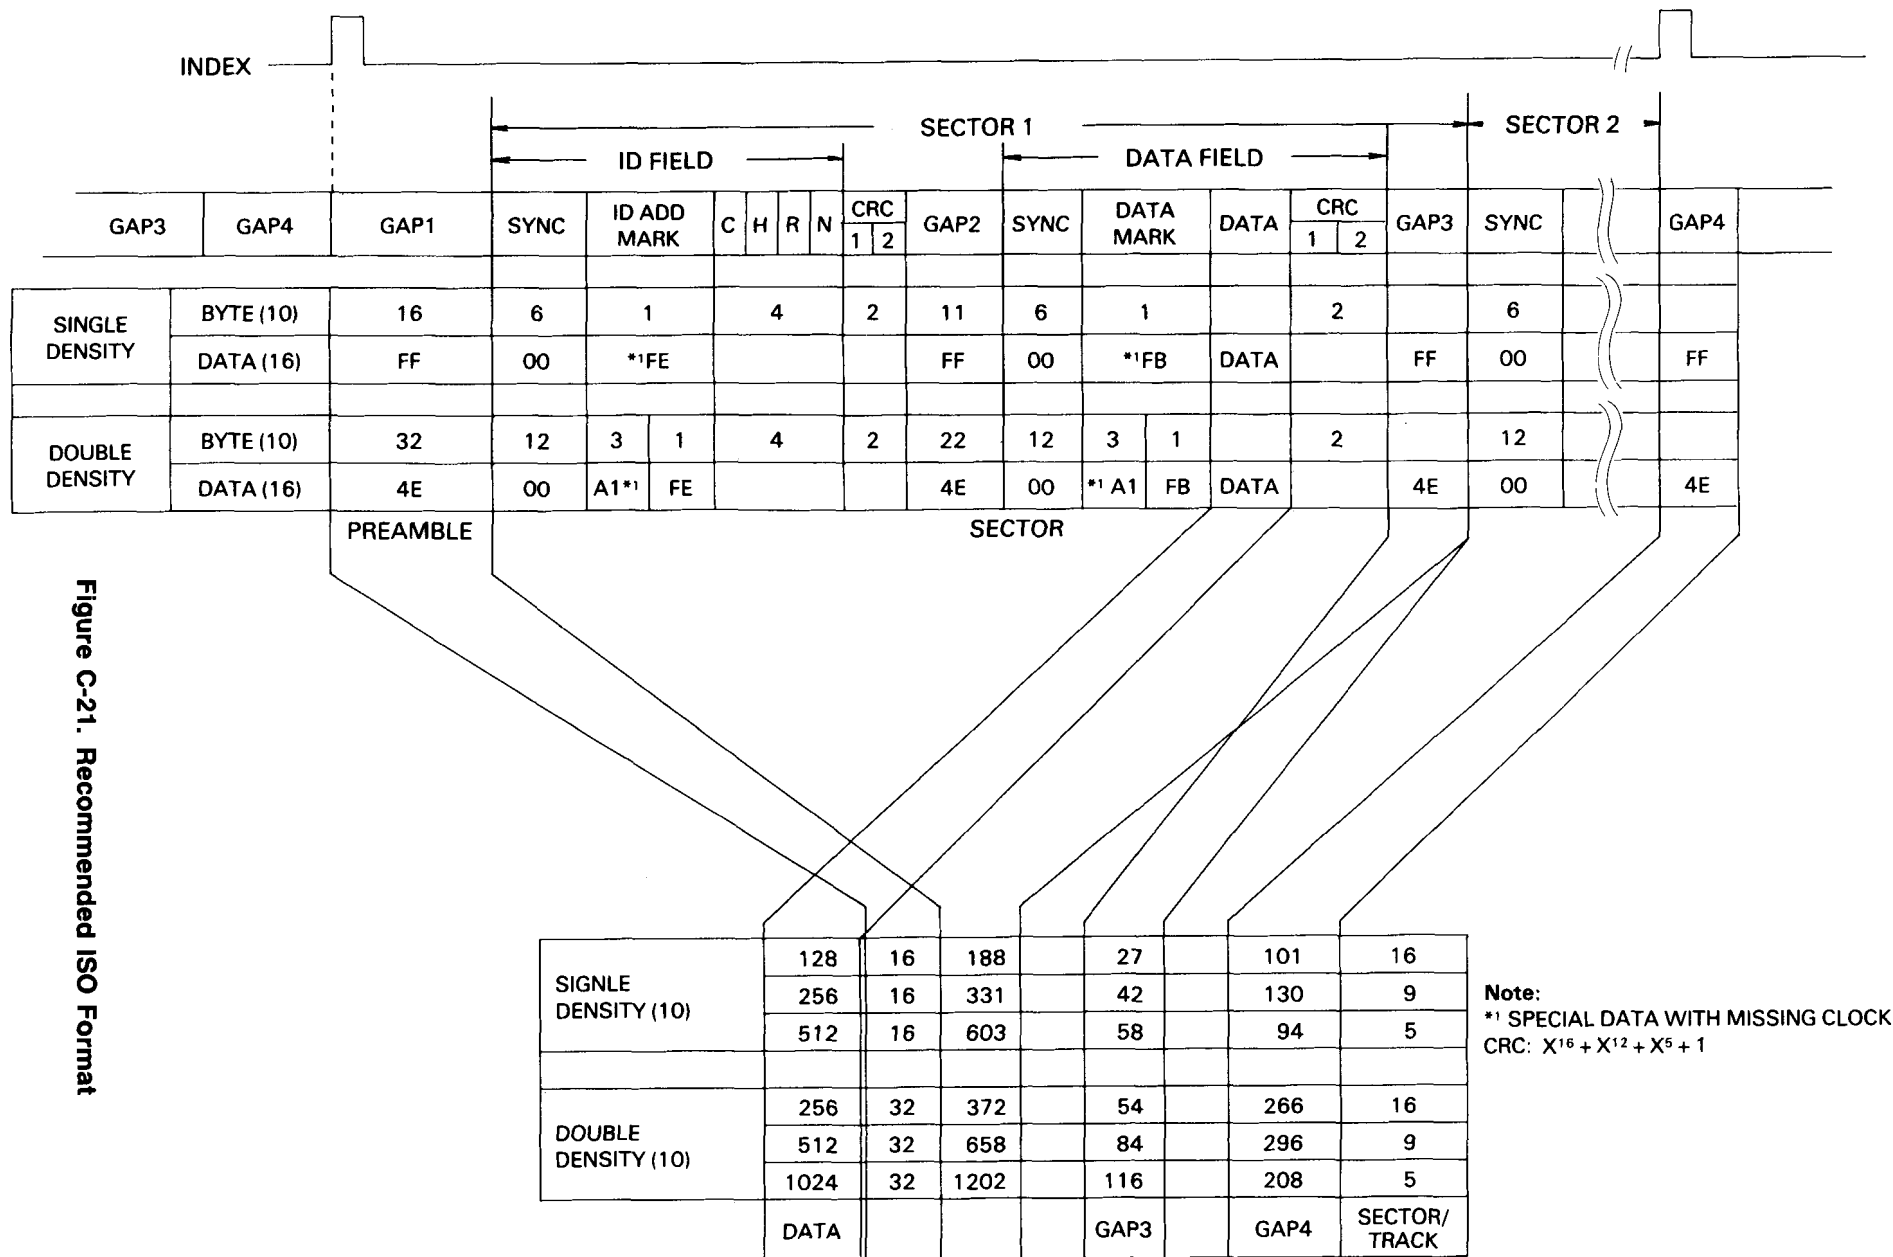 INDEX
SECTOR 1 SECTOR 2
ID FIELD DATA FIELD
GAP3 GAP4 GAP1 SYNC ID ADD MARK C H R N CRC 1 2 GAP2 SYNC DATA MARK DATA CRC 1 2 GAP3 SYNC GAP4
SINGLE DENSITY
BYTE (10) 16 6 1 4 2 11 6 1 2 6
DATA (16) FF 00 *¹FE FF 00 *¹FB DATA FF 00 FF
DOUBLE DENSITY
BYTE (10) 32 12 3 1 4 2 22 12 3 1 2 12
DATA (16) 4E 00 A1*¹ FE 4E 00 *¹ A1 FB DATA 4E 00 4E
PREAMBLE SECTOR
SIGNLE DENSITY (10)
128 16 188 27 101 16
256 16 331 42 130 9
512 16 603 58 94 5
DOUBLE DENSITY (10)
256 32 372 54 266 16
512 32 658 84 296 9
1024 32 1202 116 208 5
DATA GAP3 GAP4 SECTOR/ TRACK
Note:
*¹ SPECIAL DATA WITH MISSING CLOCK
CRC: X¹⁶ + X¹² + X⁵ + 1
Figure C-21. Recommended ISO Format